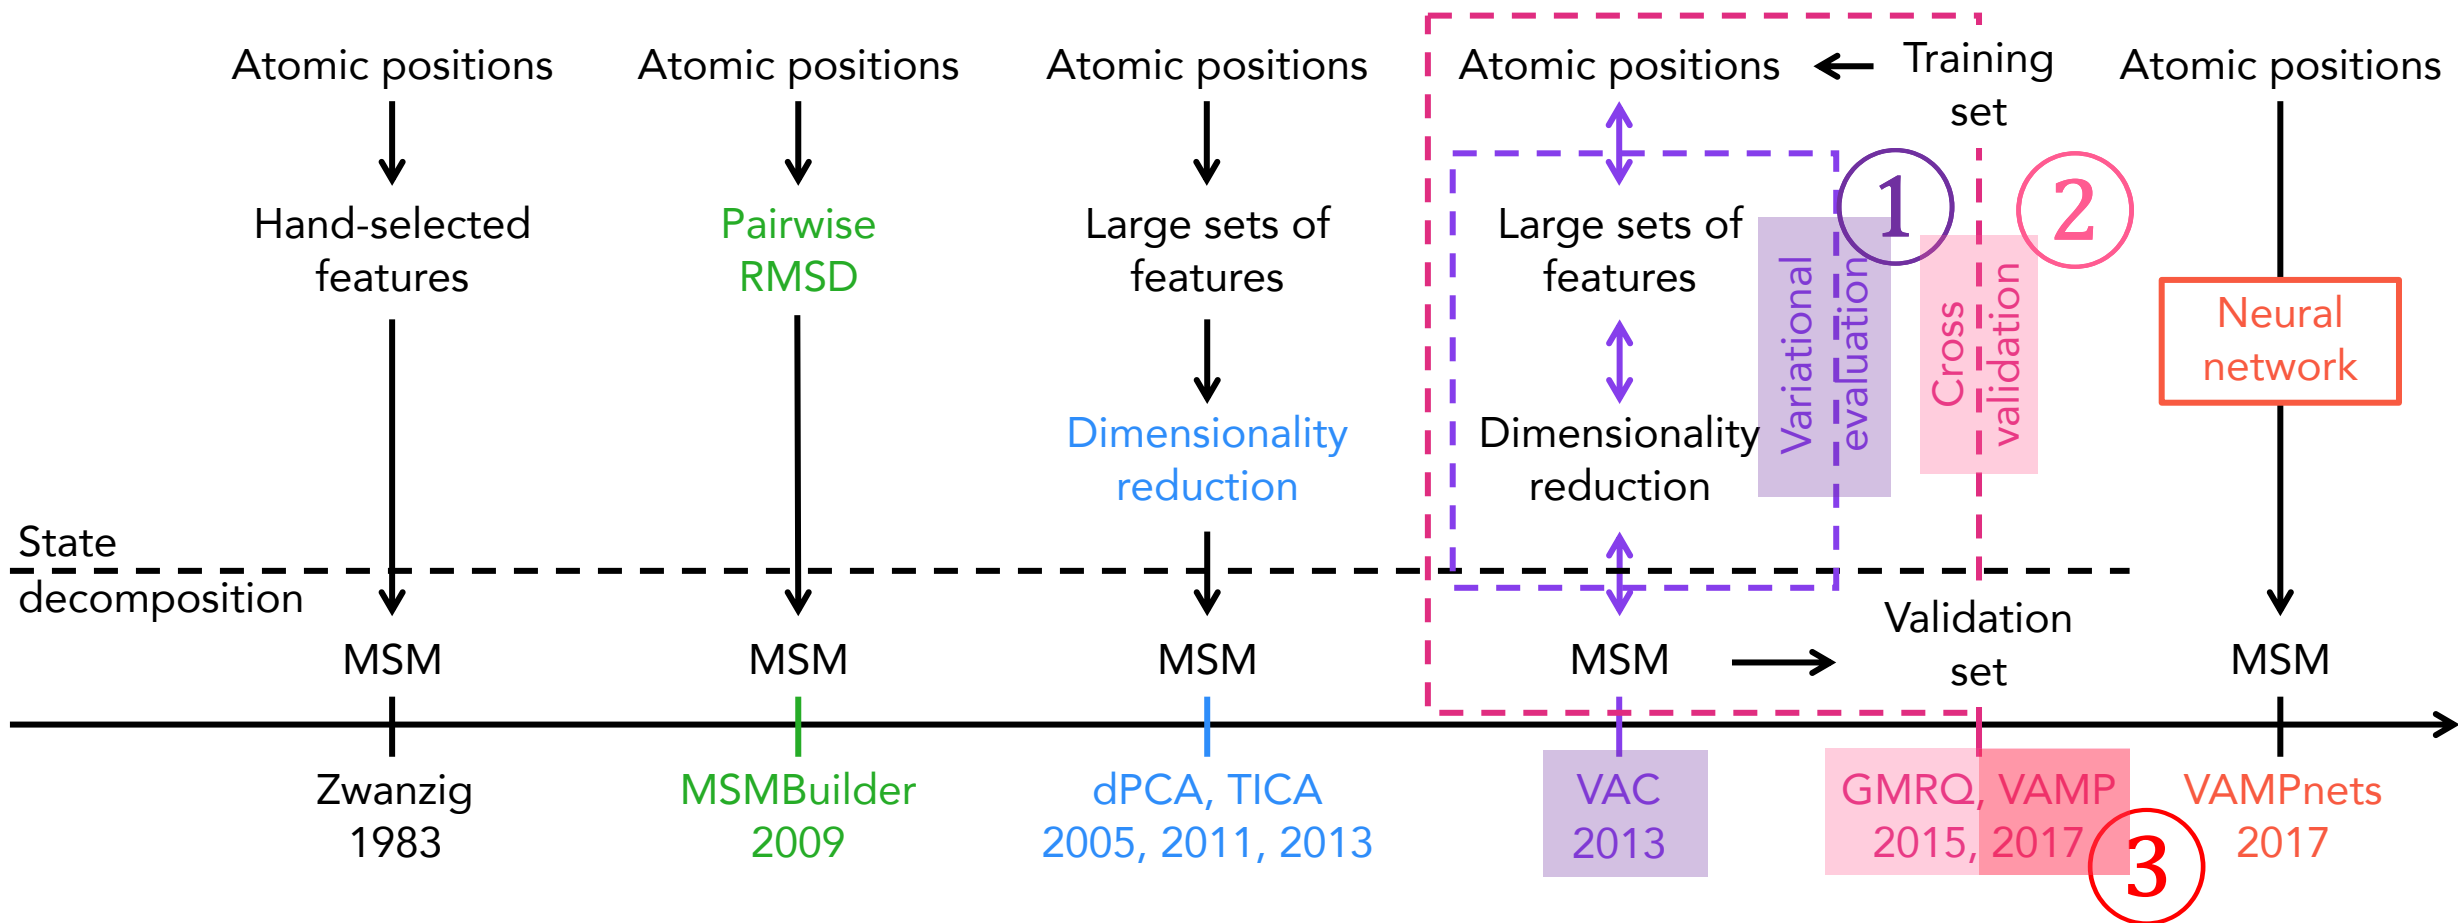 Atomic positions
Hand-selected
features
MSM
Zwanzig
1983
Atomic positions
Pairwise
RMSD
MSM
MSMBuilder
2009
Atomic positions
Large sets of
features
Dimensionality
reduction
MSM
dPCA, TICA
2005, 2011, 2013
Atomic positions
Large sets of
features
Dimensionality
reduction
MSM
VAC
2013
Variational
evaluation
1
Training
set
Cross
validation
2
Validation
set
GMRQ, VAMP
2015, 2017
3
Atomic positions
Neural
network
MSM
VAMPnets
2017
State
decomposition